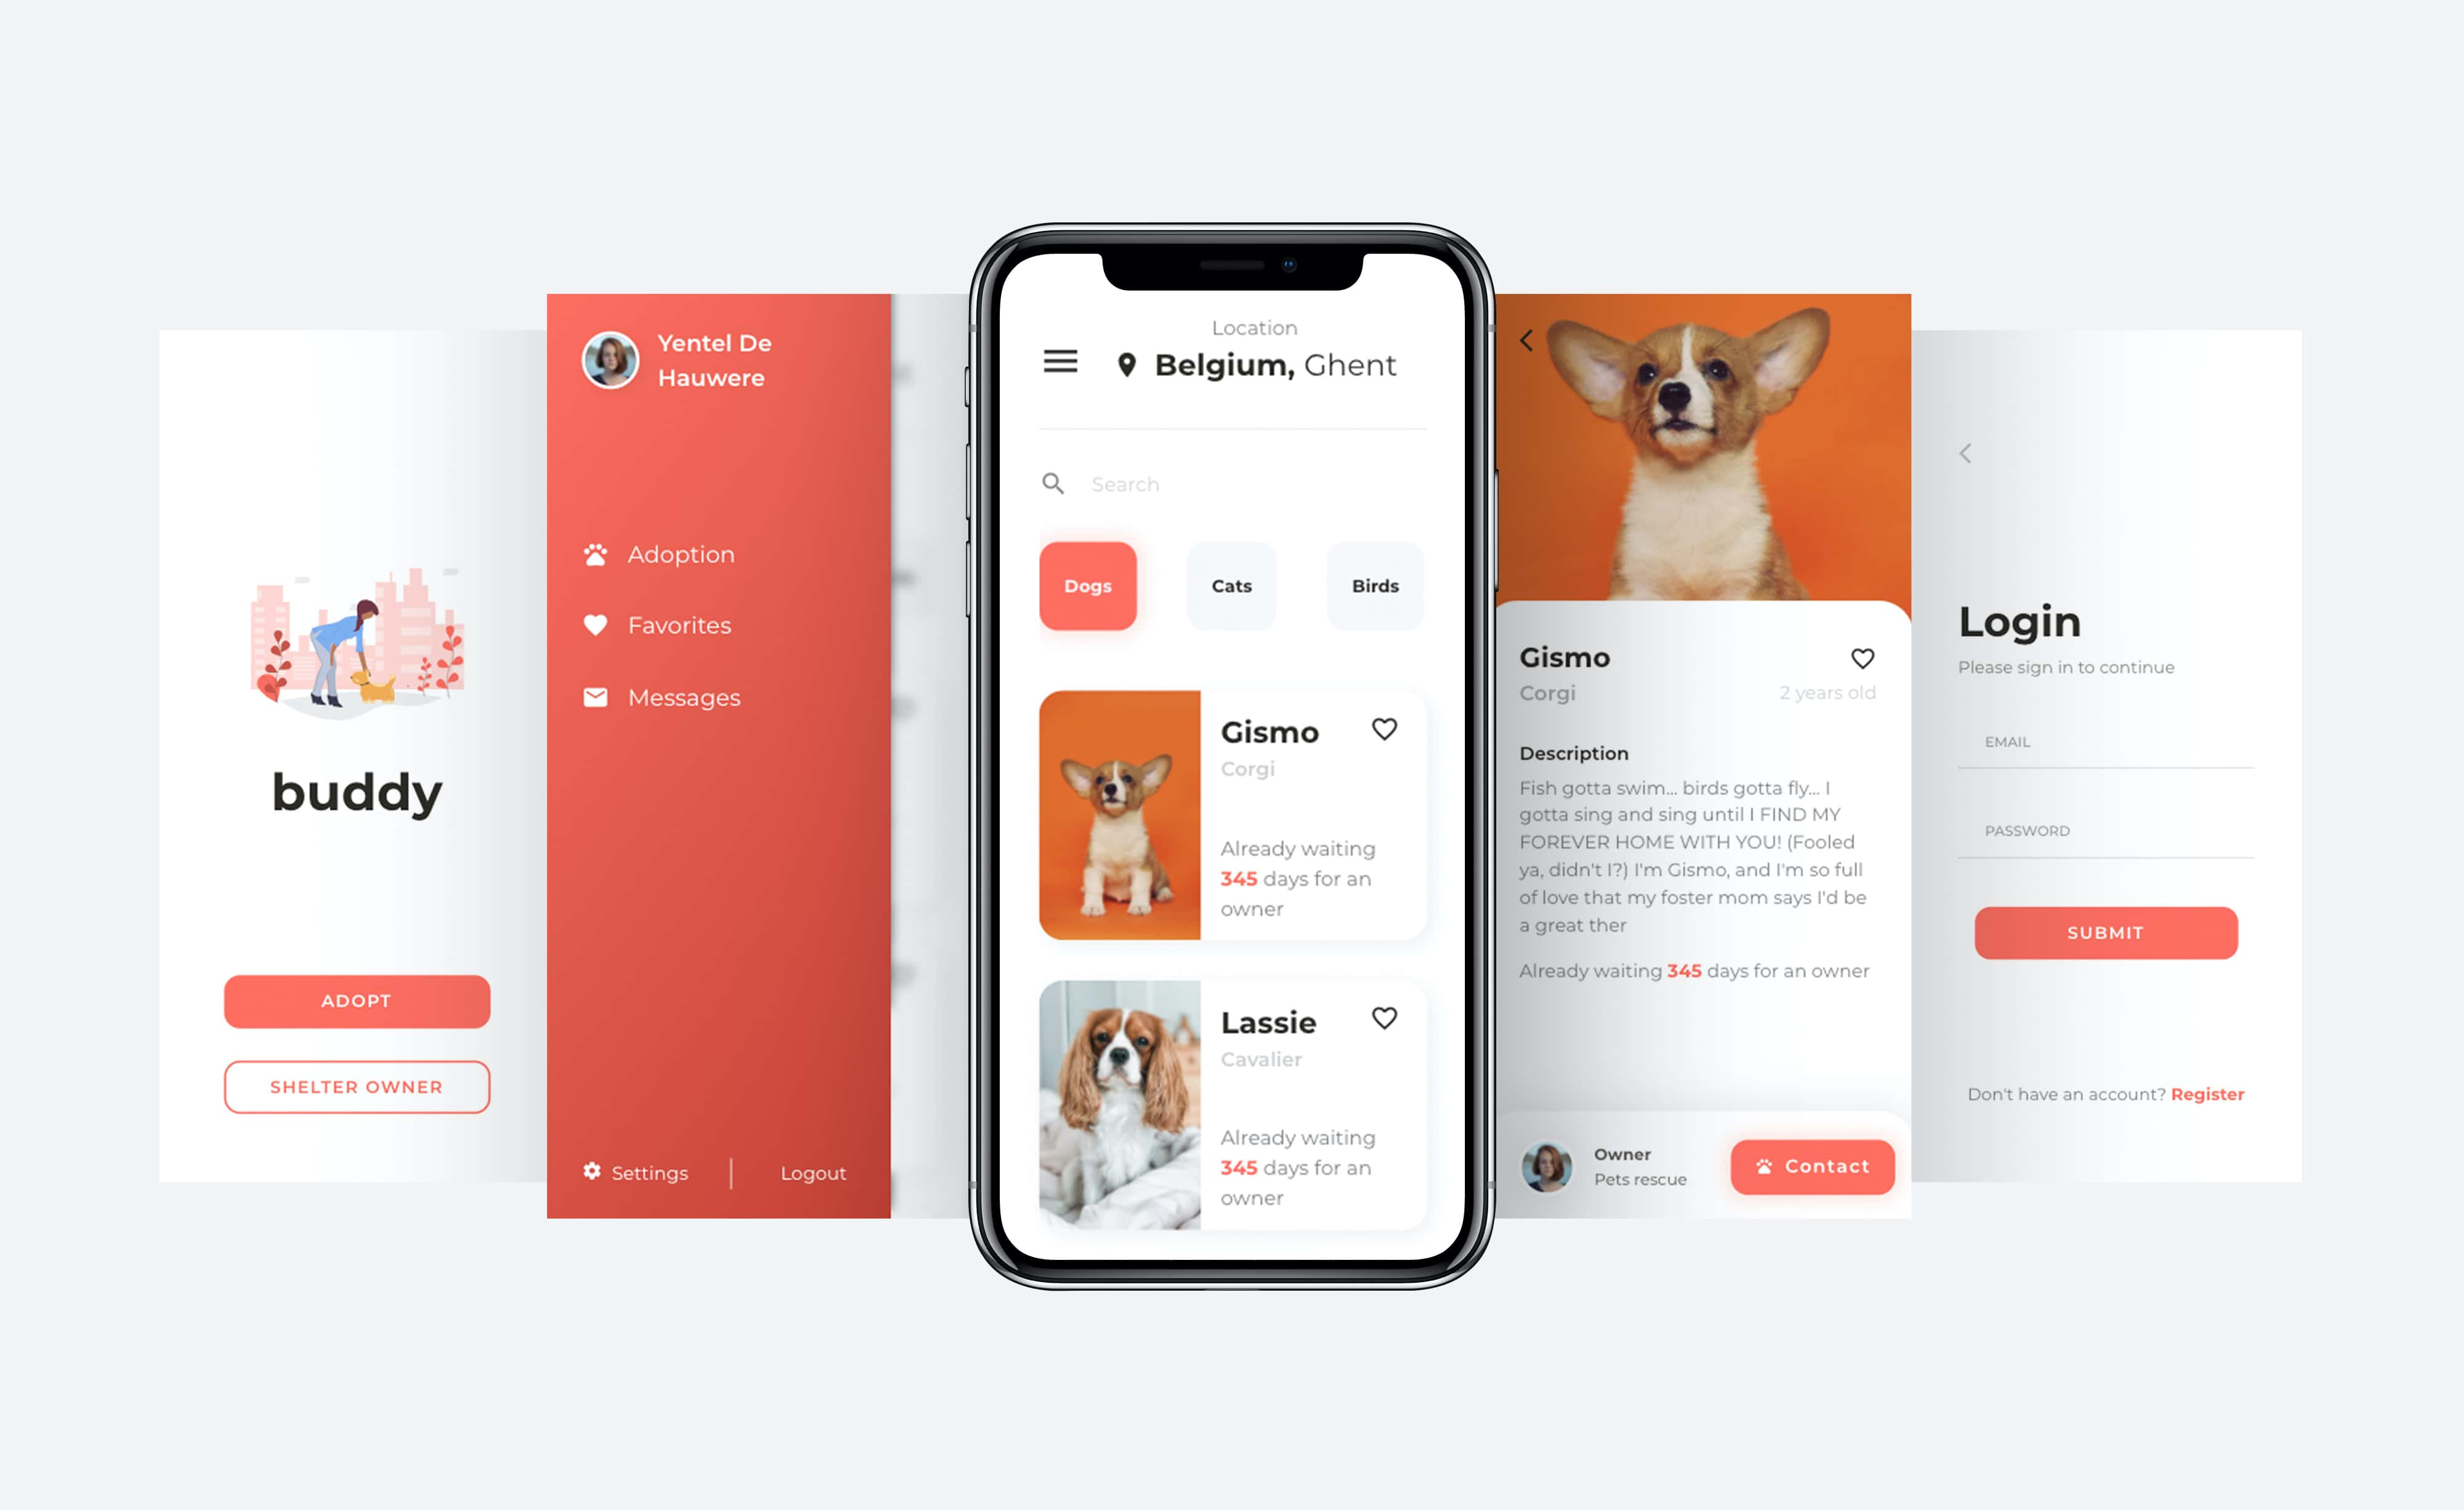 buddy
ADOPT
SHELTER OWNER
Yentel De
Hauwere
Adoption
Favorites
Messages
Settings
Logout
Location
Belgium, Ghent
Search
Dogs
Cats
Birds
Gismo
Corgi
Already waiting
345 days for an
owner
Lassie
Cavalier
Already waiting
345 days for an
owner
Gismo
Corgi
2 years old
Description
Fish gotta swim... birds gotta fly... I
gotta sing and sing until I FIND MY
FOREVER HOME WITH YOU! (Fooled
ya, didn't I?) I'm Gismo, and I'm so full
of love that my foster mom says I'd be
a great ther
Already waiting 345 days for an owner
Owner
Pets rescue
Contact
Login
Please sign in to continue
EMAIL
PASSWORD
SUBMIT
Don't have an account? Register